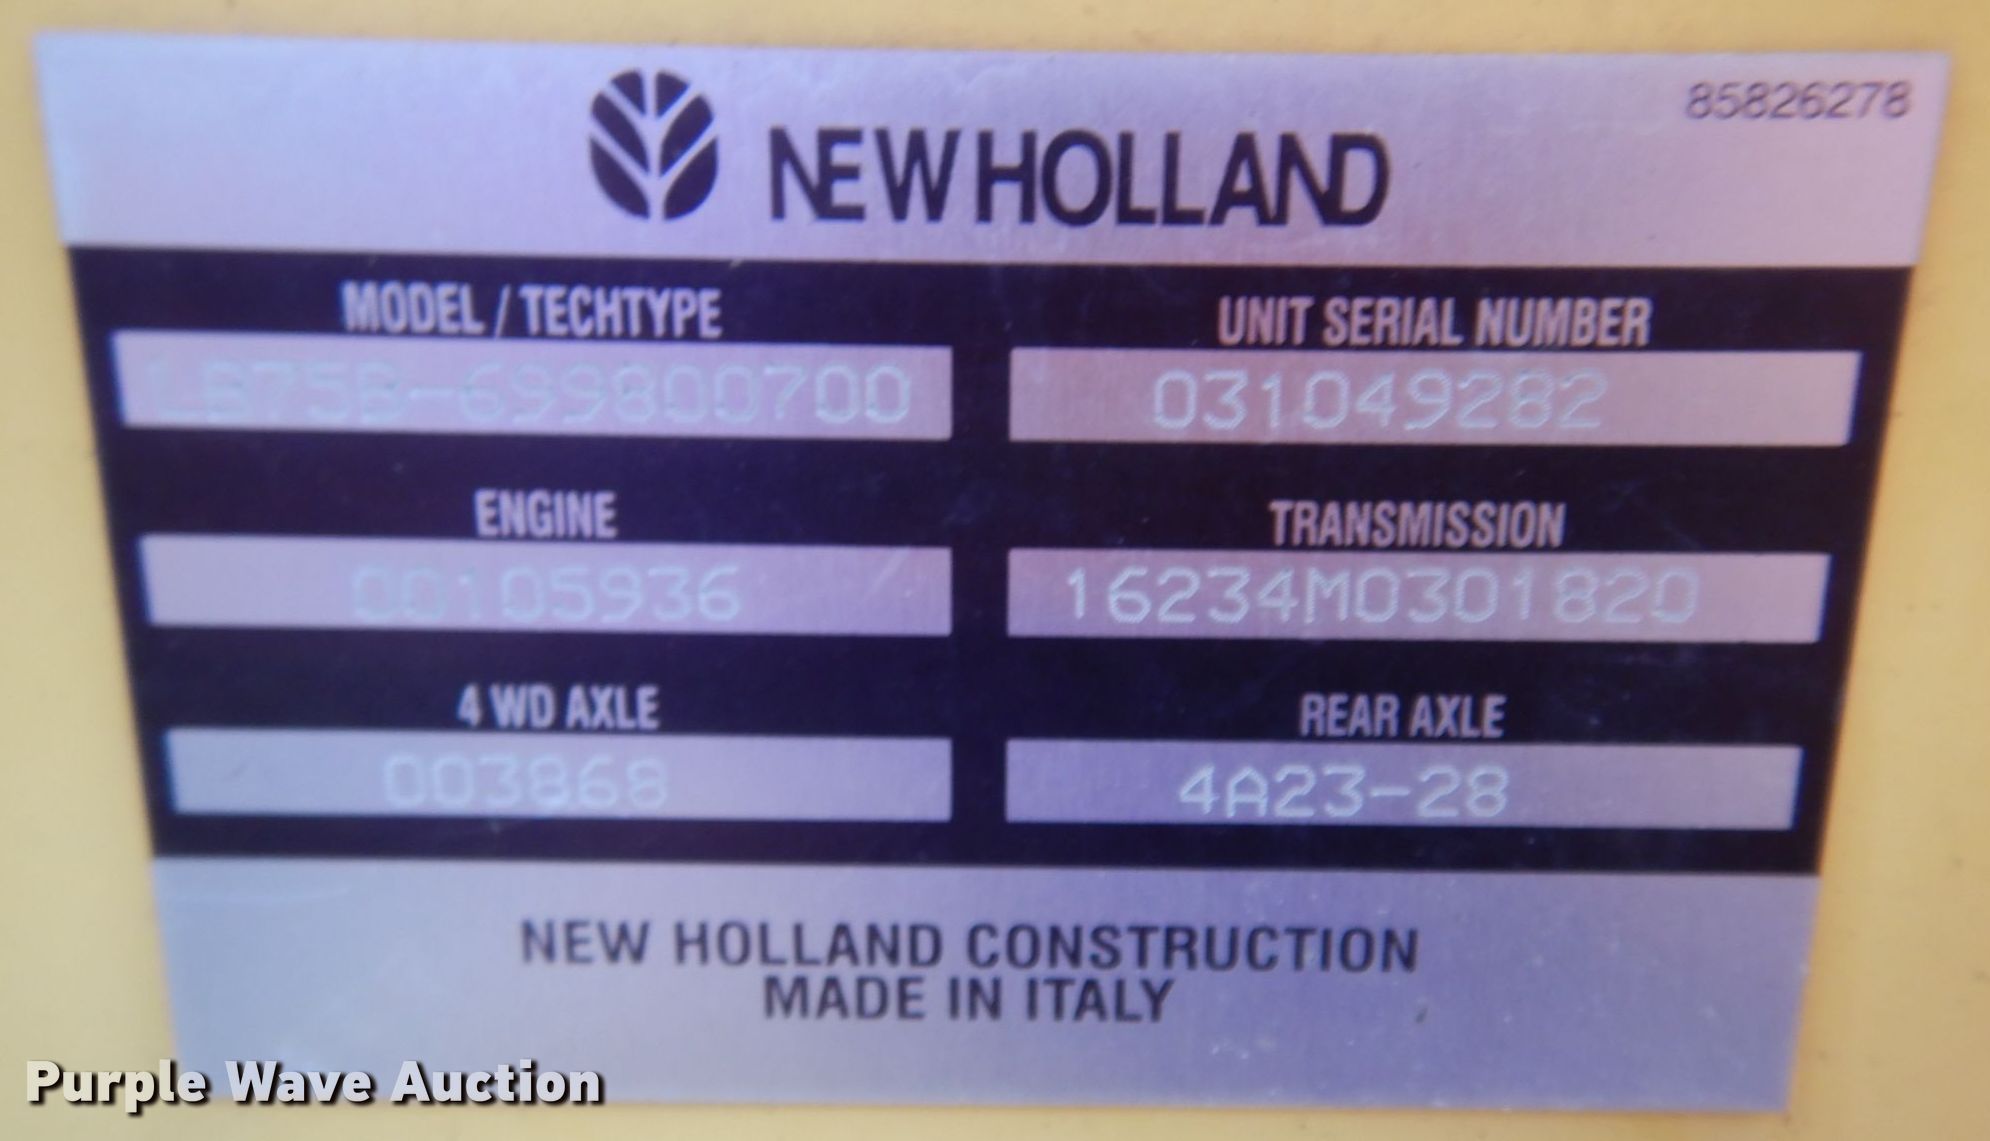 85826278
NEW HOLLAND
MODEL / TECHTYPE
UNIT SERIAL NUMBER
LB75B-699800700
031049282
ENGINE
TRANSMISSION
00105936
16234M0301820
4 WD AXLE
REAR AXLE
003868
4A23-28
NEW HOLLAND CONSTRUCTION
MADE IN ITALY
Purple Wave Auction